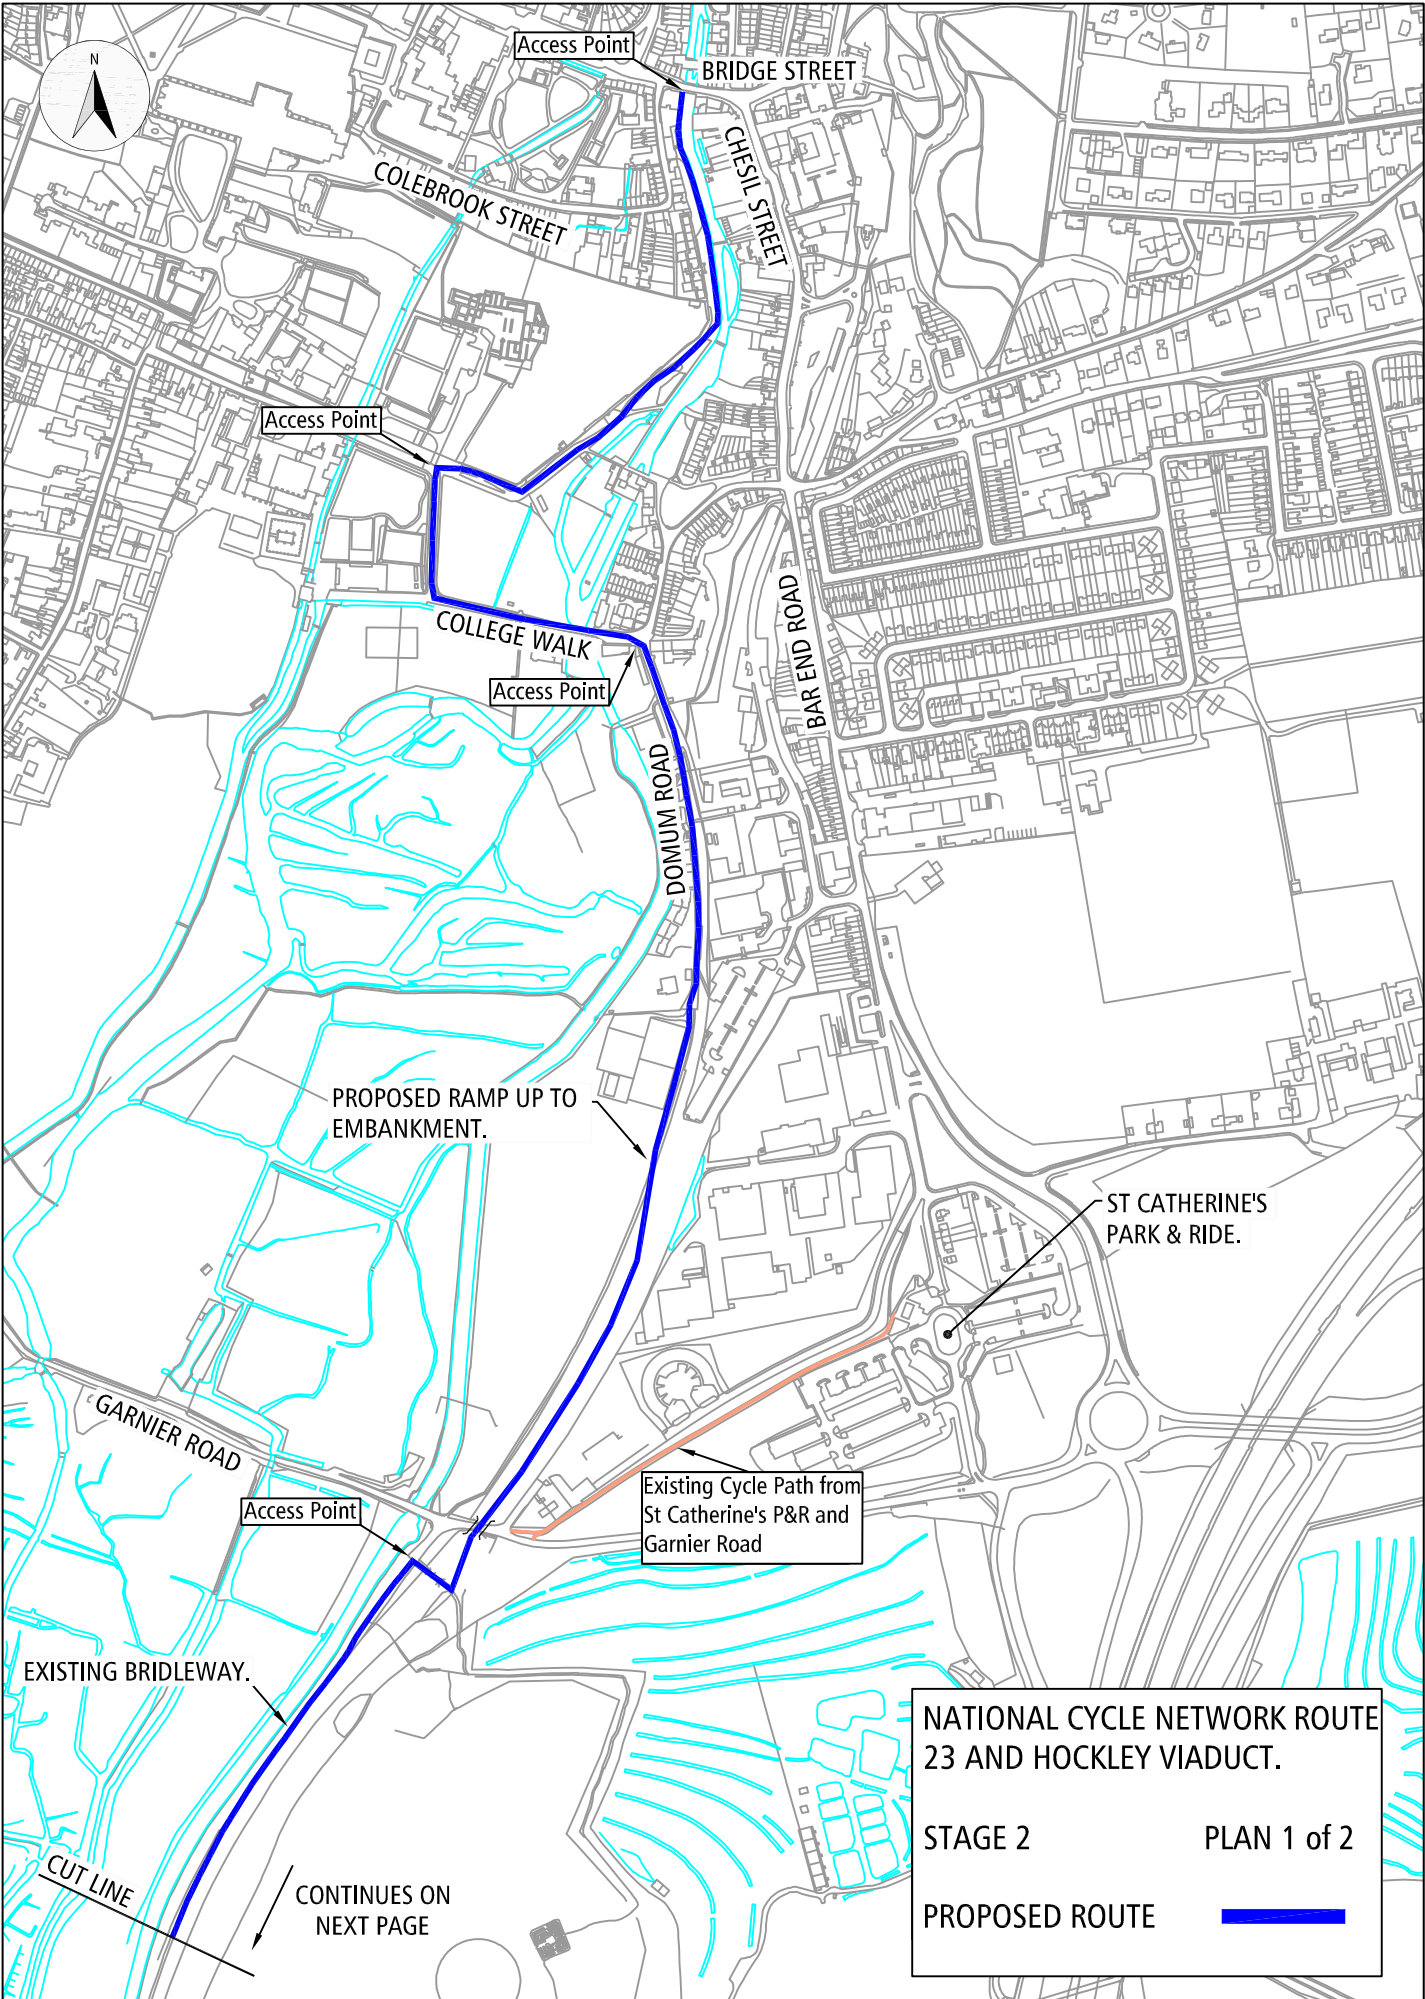 N
Access Point
BRIDGE STREET
CHESIL STREET
COLEBROOK STREET
Access Point
COLLEGE WALK
Access Point
BAR END ROAD
DOMUM ROAD
PROPOSED RAMP UP TO
EMBANKMENT.
ST CATHERINE'S
PARK & RIDE.
GARNIER ROAD
Existing Cycle Path from
St Catherine's P&R and
Garnier Road
Access Point
EXISTING BRIDLEWAY.
CUT LINE
CONTINUES ON
NEXT PAGE
NATIONAL CYCLE NETWORK ROUTE
23 AND HOCKLEY VIADUCT.
STAGE 2 PLAN 1 of 2
PROPOSED ROUTE